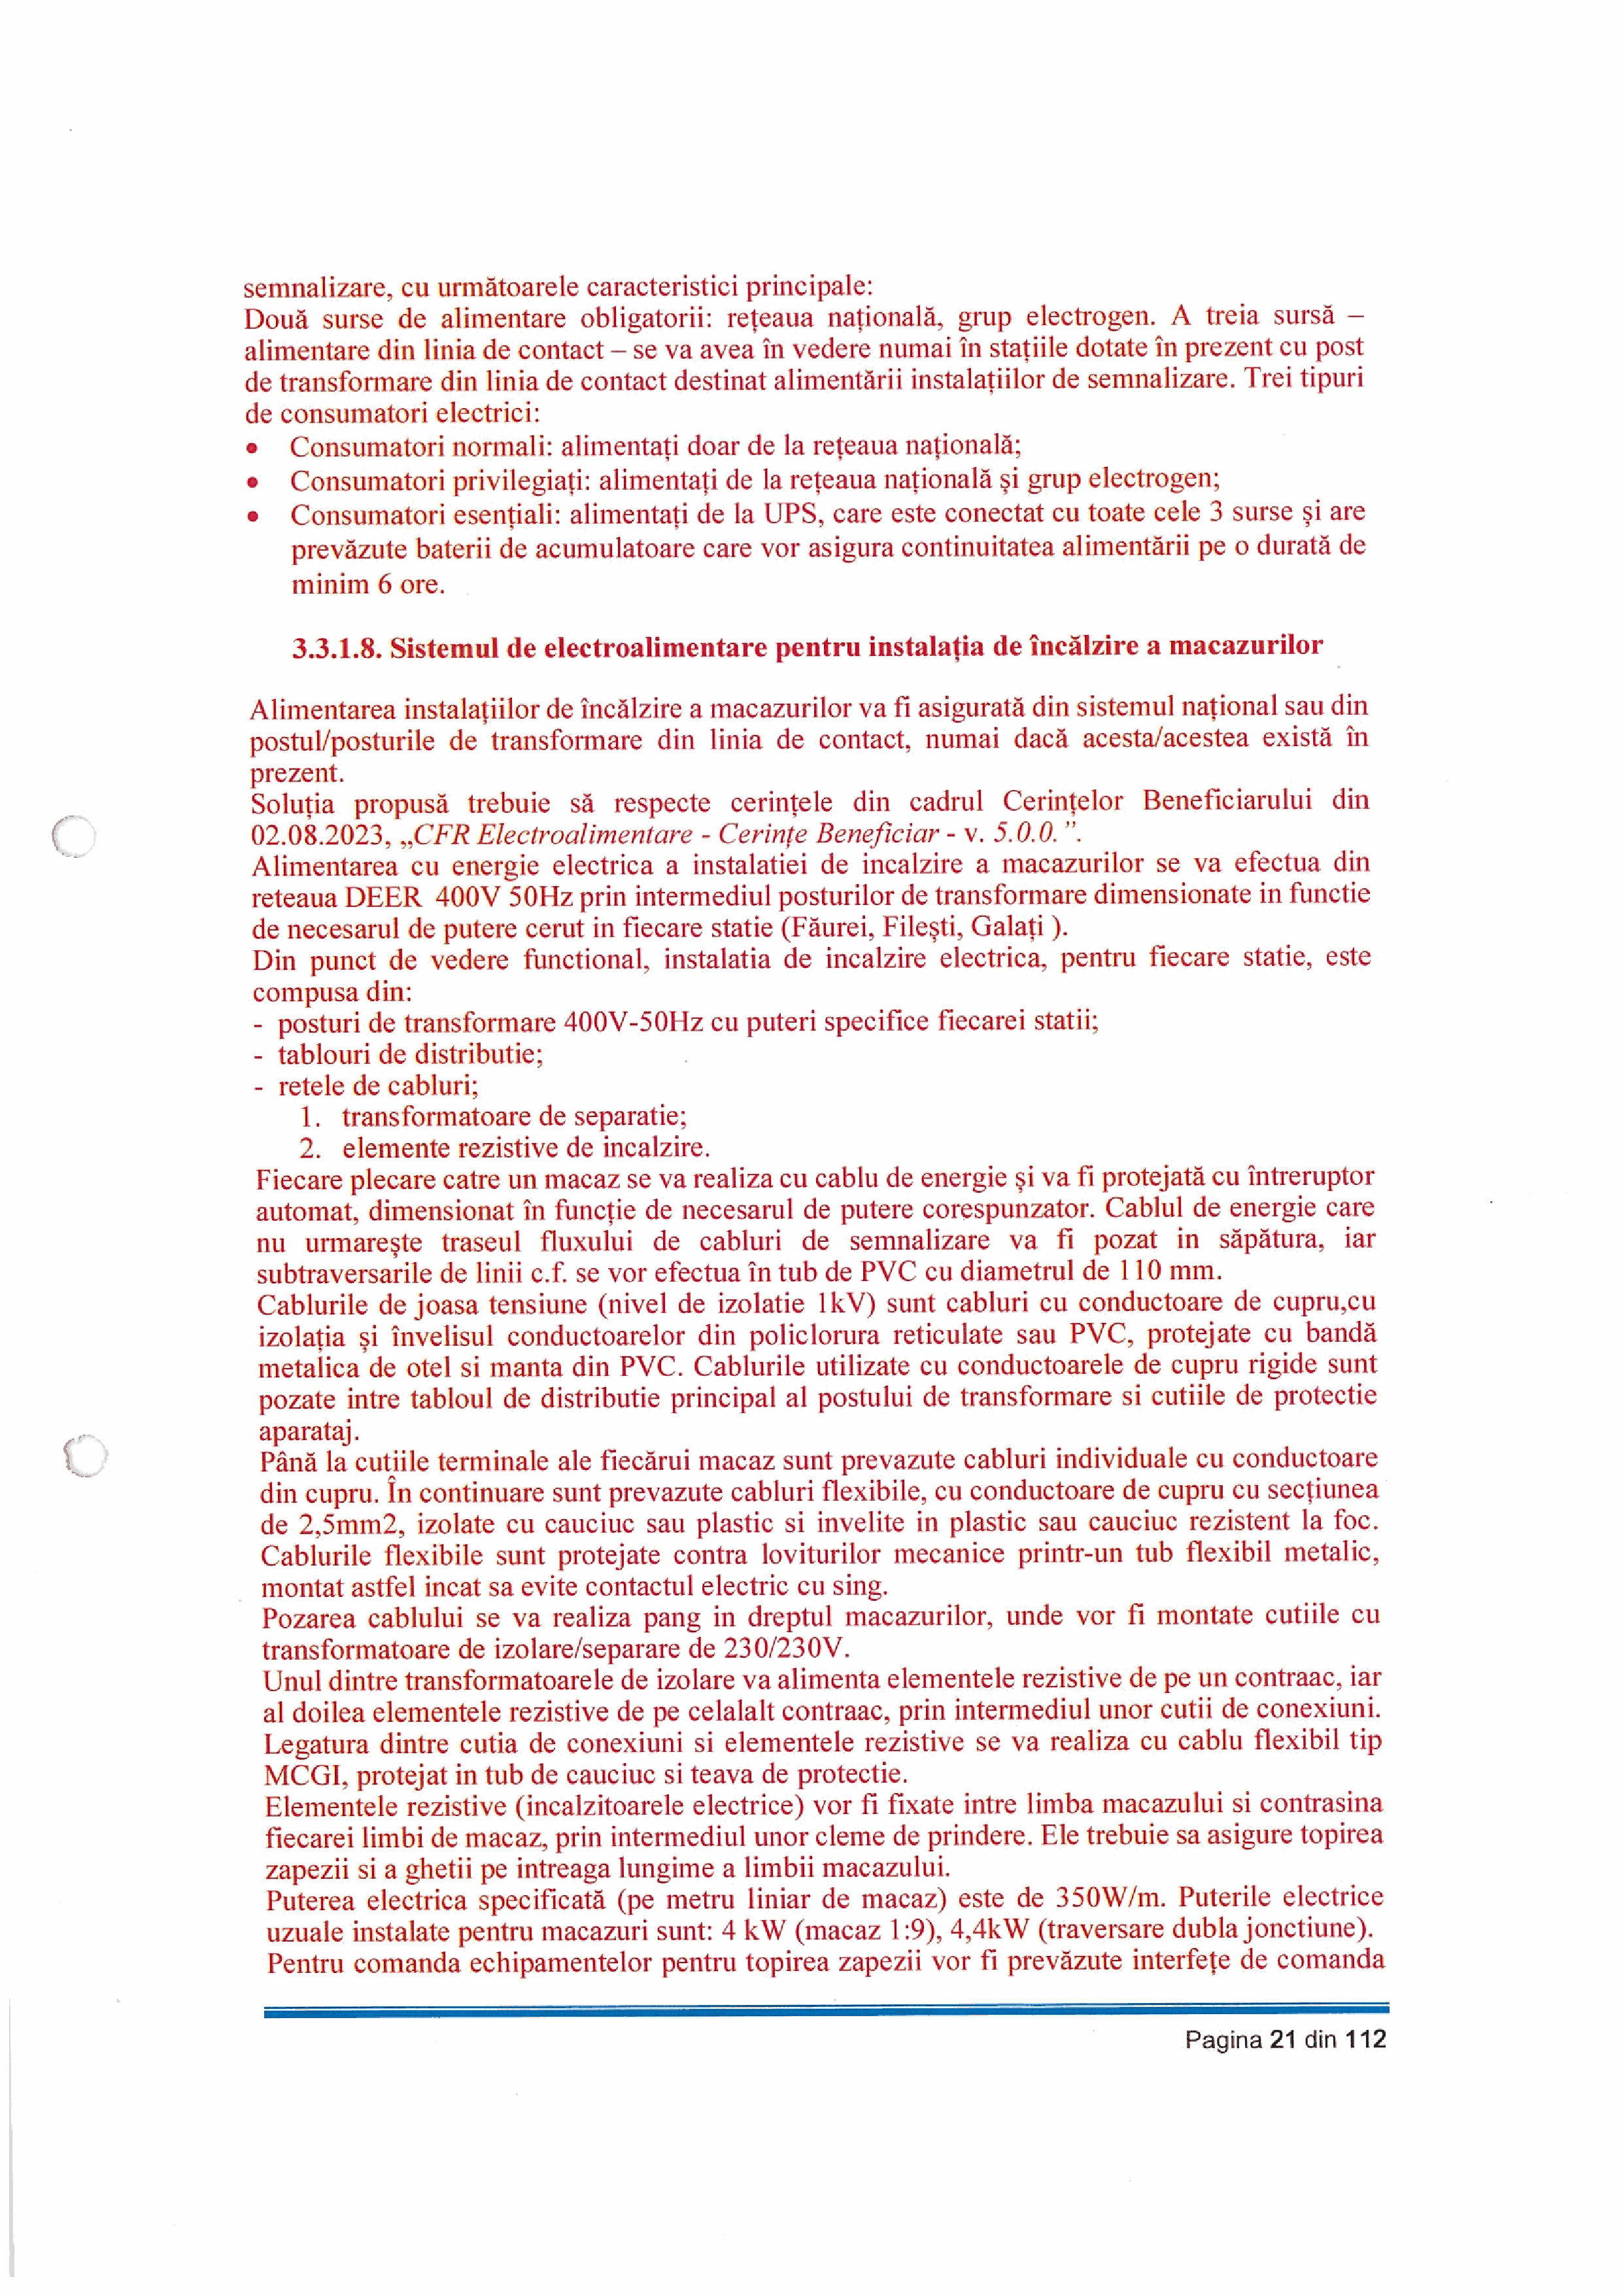 semnalizare, cu următoarele caracteristici principale:
Două surse de alimentare obligatorii: rețeaua națională, grup electrogen. A treia sursă –
alimentare din linia de contact – se va avea în vedere numai în stațiile dotate în prezent cu post
de transformare din linia de contact destinat alimentării instalațiilor de semnalizare. Trei tipuri
de consumatori electrici:
• Consumatori normali: alimentați doar de la rețeaua națională;
• Consumatori privilegiați: alimentați de la rețeaua națională și grup electrogen;
• Consumatori esențiali: alimentați de la UPS, care este conectat cu toate cele 3 surse și are
prevăzute baterii de acumulatoare care vor asigura continuitatea alimentării pe o durată de
minim 6 ore.
3.3.1.8. Sistemul de electroalimentare pentru instalația de încălzire a macazurilor
Alimentarea instalațiilor de încălzire a macazurilor va fi asigurată din sistemul național sau din
postul/posturile de transformare din linia de contact, numai dacă acesta/acestea există în
prezent.
Soluția propusă trebuie să respecte cerințele din cadrul Cerințelor Beneficiarului din
02.08.2023, „CFR Electroalimentare - Cerințe Beneficiar - v. 5.0.0.”.
Alimentarea cu energie electrica a instalatiei de incalzire a macazurilor se va efectua din
reteaua DEER 400V 50Hz prin intermediul posturilor de transformare dimensionate in functie
de necesarul de putere cerut in fiecare statie (Făurei, Filești, Galați ).
Din punct de vedere functional, instalatia de incalzire electrica, pentru fiecare statie, este
compusa din:
- posturi de transformare 400V-50Hz cu puteri specifice fiecarei statii;
- tablouri de distributie;
- retele de cabluri;
1. transformatoare de separatie;
2. elemente rezistive de incalzire.
Fiecare plecare catre un macaz se va realiza cu cablu de energie și va fi protejată cu întreruptor
automat, dimensionat în funcție de necesarul de putere corespunzator. Cablul de energie care
nu urmarește traseul fluxului de cabluri de semnalizare va fi pozat in săpătura, iar
subtraversarile de linii c.f. se vor efectua în tub de PVC cu diametrul de 110 mm.
Cablurile de joasa tensiune (nivel de izolatie 1kV) sunt cabluri cu conductoare de cupru,cu
izolația și învelisul conductoarelor din policlorura reticulate sau PVC, protejate cu bandă
metalica de otel si manta din PVC. Cablurile utilizate cu conductoarele de cupru rigide sunt
pozate intre tabloul de distributie principal al postului de transformare si cutiile de protectie
aparataj.
Până la cutiile terminale ale fiecărui macaz sunt prevazute cabluri individuale cu conductoare
din cupru. În continuare sunt prevazute cabluri flexibile, cu conductoare de cupru cu secțiunea
de 2,5mm2, izolate cu cauciuc sau plastic si invelite in plastic sau cauciuc rezistent la foc.
Cablurile flexibile sunt protejate contra loviturilor mecanice printr-un tub flexibil metalic,
montat astfel incat sa evite contactul electric cu sing.
Pozarea cablului se va realiza pang in dreptul macazurilor, unde vor fi montate cutiile cu
transformatoare de izolare/separare de 230/230V.
Unul dintre transformatoarele de izolare va alimenta elementele rezistive de pe un contraac, iar
al doilea elementele rezistive de pe celalalt contraac, prin intermediul unor cutii de conexiuni.
Legatura dintre cutia de conexiuni si elementele rezistive se va realiza cu cablu flexibil tip
MCGI, protejat in tub de cauciuc si teava de protectie.
Elementele rezistive (incalzitoarele electrice) vor fi fixate intre limba macazului si contrasina
fiecarei limbi de macaz, prin intermediul unor cleme de prindere. Ele trebuie sa asigure topirea
zapezii si a ghetii pe intreaga lungime a limbii macazului.
Puterea electrica specificată (pe metru liniar de macaz) este de 350W/m. Puterile electrice
uzuale instalate pentru macazuri sunt: 4 kW (macaz 1:9), 4,4kW (traversare dubla jonctiune).
Pentru comanda echipamentelor pentru topirea zapezii vor fi prevăzute interfețe de comanda
Pagina 21 din 112